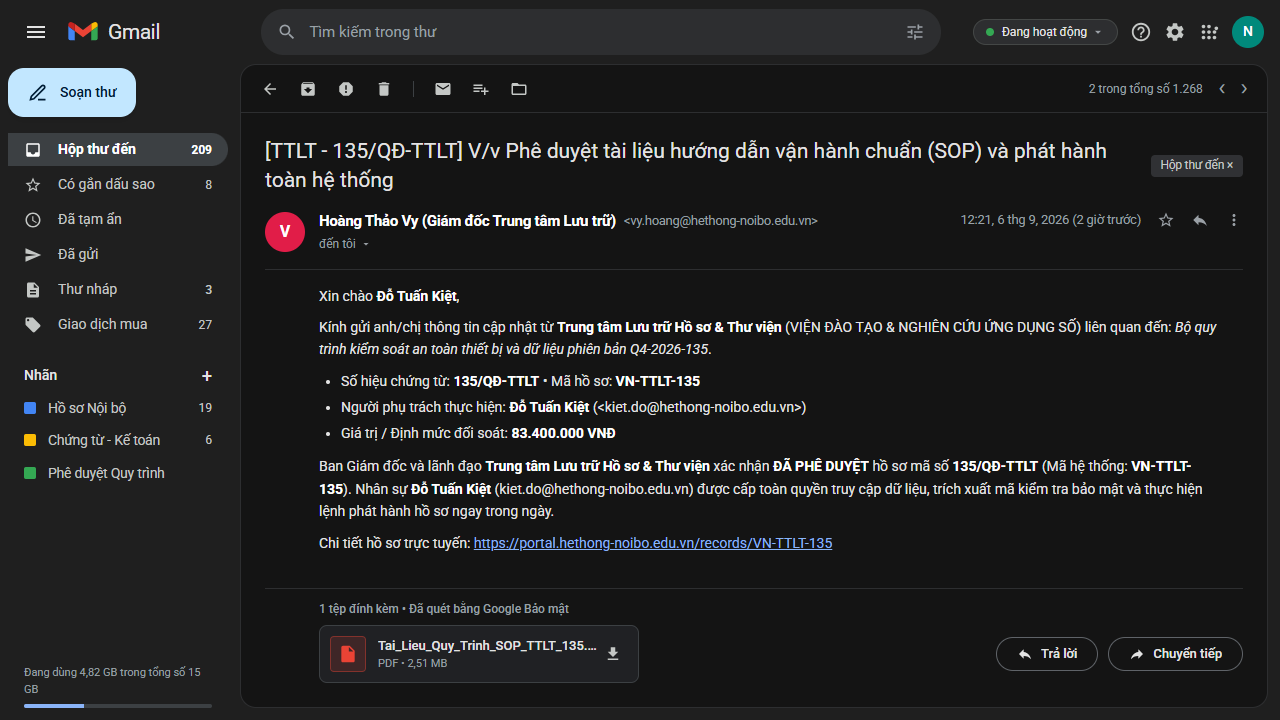 Gmail
Tìm kiếm trong thư
Đang hoạt động
N
Soạn thư
2 trong tổng số 1.268
Hộp thư đến 209
Có gắn dấu sao 8
Đã tạm ẩn
Đã gửi
Thư nháp 3
Giao dịch mua 27
Nhãn +
Hồ sơ Nội bộ 19
Chứng từ - Kế toán 6
Phê duyệt Quy trình
Đang dùng 4,82 GB trong tổng số 15
GB
[TTLT - 135/QĐ-TTLT] V/v Phê duyệt tài liệu hướng dẫn vận hành chuẩn (SOP) và phát hành
toàn hệ thống
Hộp thư đến ×
V
Hoàng Thảo Vy (Giám đốc Trung tâm Lưu trữ) <vy.hoang@hethong-noibo.edu.vn>
12:21, 6 thg 9, 2026 (2 giờ trước)
đến tôi
Xin chào Đỗ Tuấn Kiệt,
Kính gửi anh/chị thông tin cập nhật từ Trung tâm Lưu trữ Hồ sơ & Thư viện (VIỆN ĐÀO TẠO & NGHIÊN CỨU ỨNG DỤNG SỐ) liên quan đến: Bộ quy
trình kiểm soát an toàn thiết bị và dữ liệu phiên bản Q4-2026-135.
• Số hiệu chứng từ: 135/QĐ-TTLT • Mã hồ sơ: VN-TTLT-135
• Người phụ trách thực hiện: Đỗ Tuấn Kiệt (<kiet.do@hethong-noibo.edu.vn>)
• Giá trị / Định mức đối soát: 83.400.000 VNĐ
Ban Giám đốc và lãnh đạo Trung tâm Lưu trữ Hồ sơ & Thư viện xác nhận ĐÃ PHÊ DUYỆT hồ sơ mã số 135/QĐ-TTLT (Mã hệ thống: VN-TTLT-
135). Nhân sự Đỗ Tuấn Kiệt (kiet.do@hethong-noibo.edu.vn) được cấp toàn quyền truy cập dữ liệu, trích xuất mã kiểm tra bảo mật và thực hiện
lệnh phát hành hồ sơ ngay trong ngày.
Chi tiết hồ sơ trực tuyến: https://portal.hethong-noibo.edu.vn/records/VN-TTLT-135
1 tệp đính kèm • Đã quét bằng Google Bảo mật
Tai_Lieu_Quy_Trinh_SOP_TTLT_135....
PDF • 2,51 MB
Trả lời
Chuyển tiếp